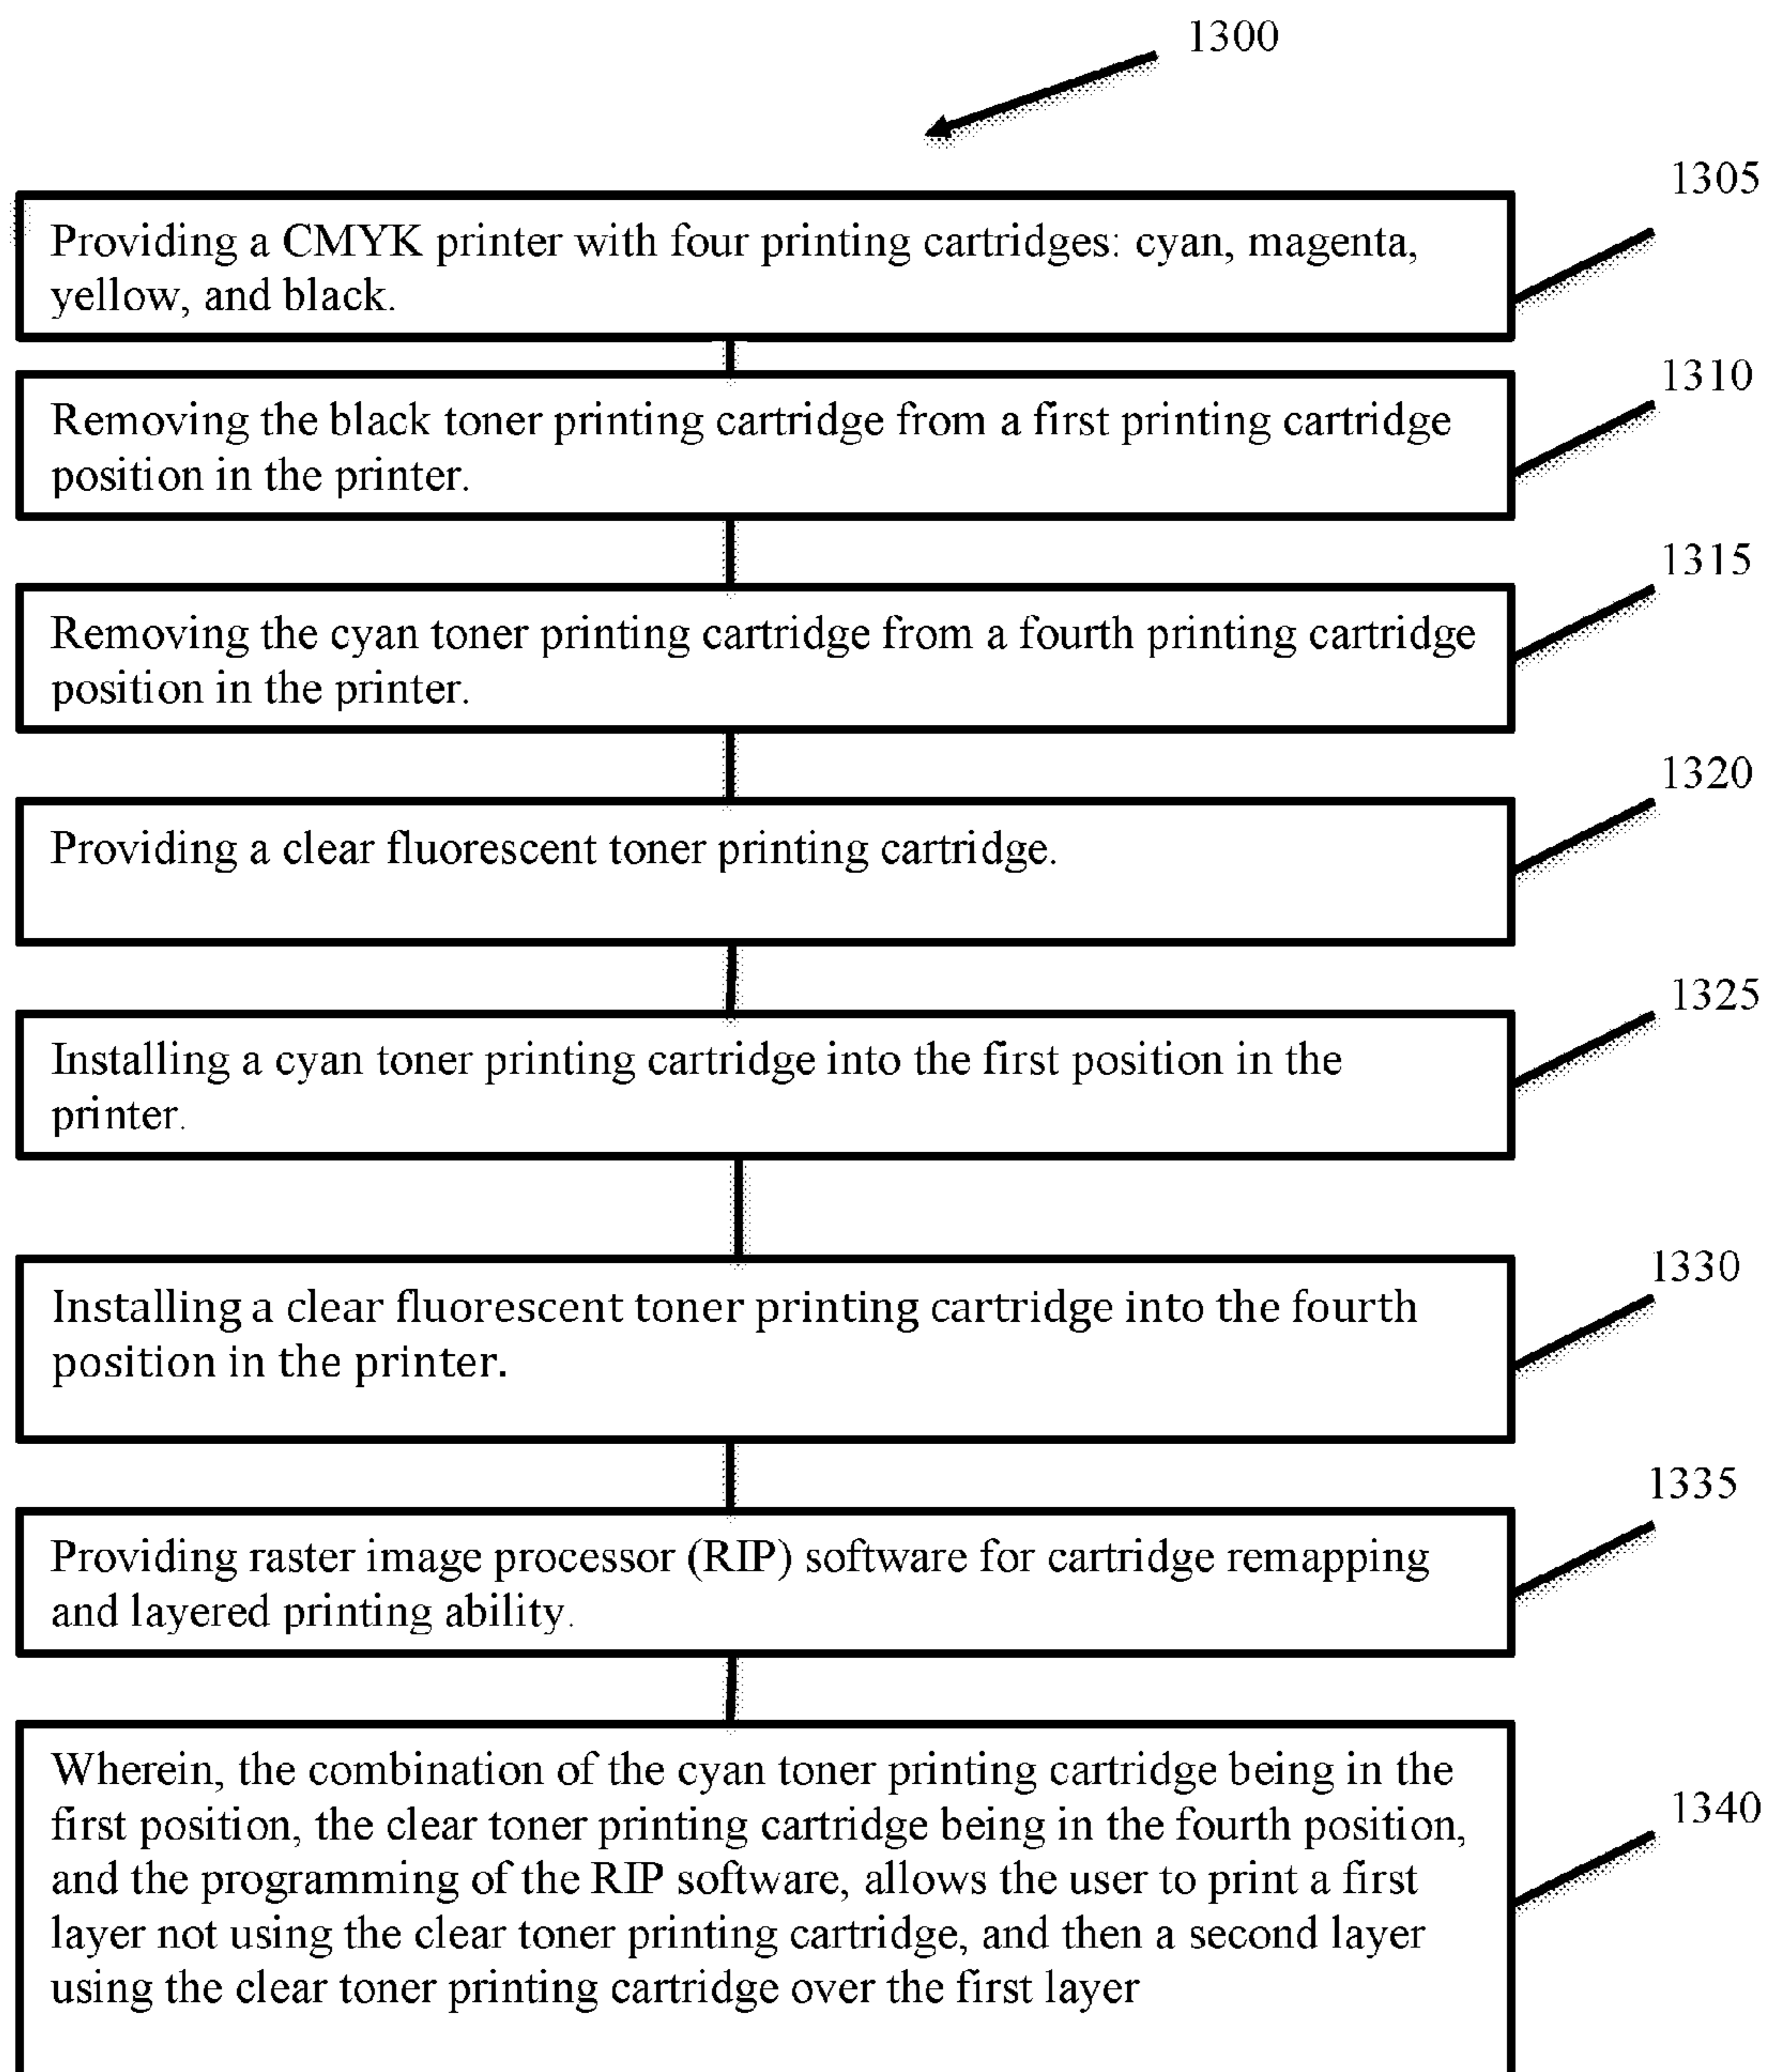 1300
1305
Providing a CMYK printer with four printing cartridges: cyan, magenta,
yellow, and black.
1310
Removing the black toner printing cartridge from a first printing cartridge
position in the printer.
1315
Removing the cyan toner printing cartridge from a fourth printing cartridge
position in the printer.
1320
Providing a clear fluorescent toner printing cartridge.
1325
Installing a cyan toner printing cartridge into the first position in the
printer.
1330
Installing a clear fluorescent toner printing cartridge into the fourth
position in the printer.
1335
Providing raster image processor (RIP) software for cartridge remapping
and layered printing ability.
1340
Wherein, the combination of the cyan toner printing cartridge being in the
first position, the clear toner printing cartridge being in the fourth position,
and the programming of the RIP software, allows the user to print a first
layer not using the clear toner printing cartridge, and then a second layer
using the clear toner printing cartridge over the first layer